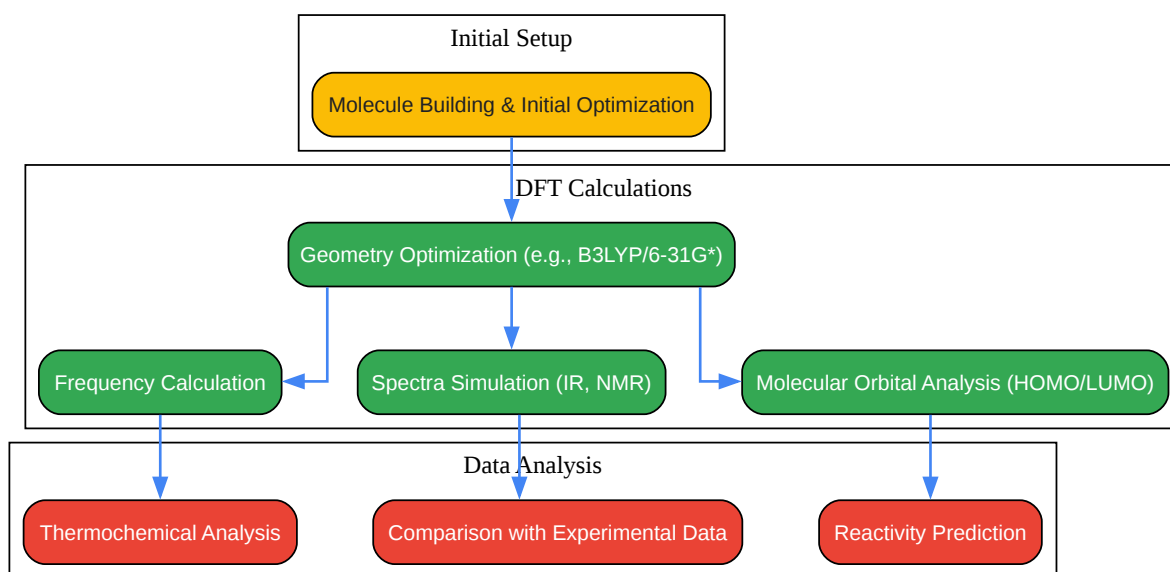 Initial Setup
Molecule Building & Initial Optimization
DFT Calculations
Geometry Optimization (e.g., B3LYP/6-31G*)
Frequency Calculation
Spectra Simulation (IR, NMR)
Molecular Orbital Analysis (HOMO/LUMO)
Data Analysis
Thermochemical Analysis
Comparison with Experimental Data
Reactivity Prediction